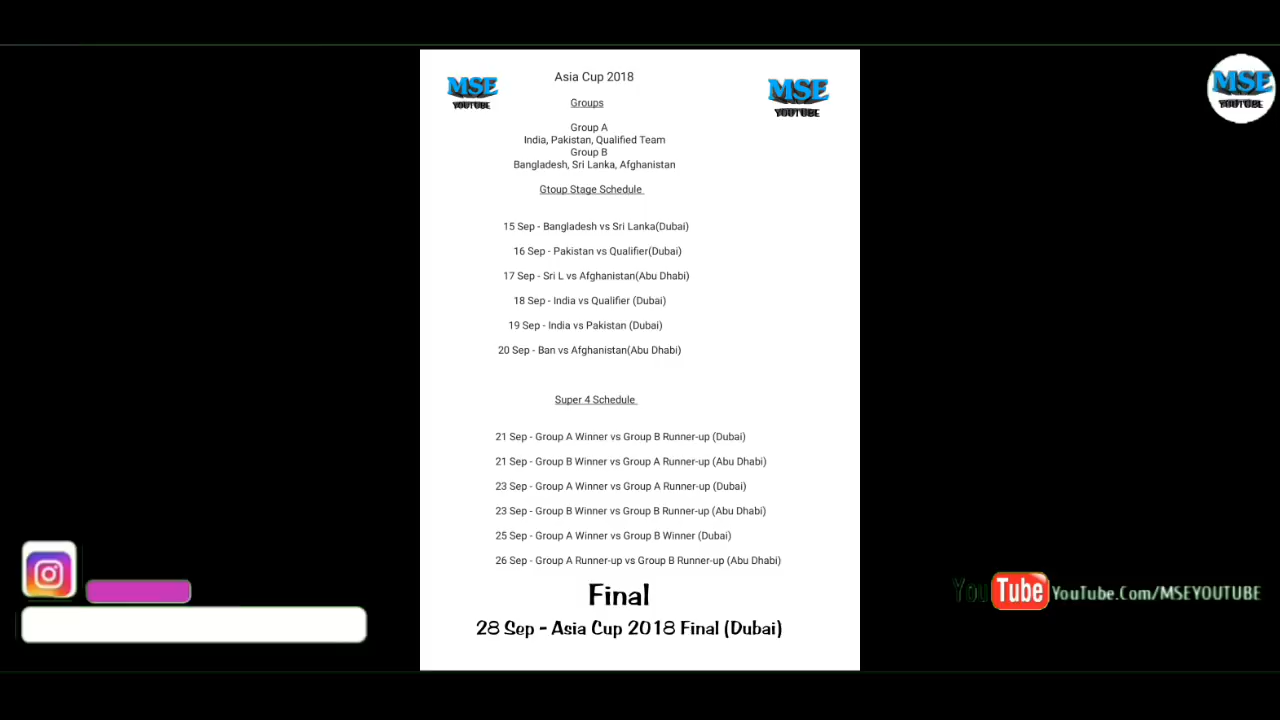 Asia Cup 2018
MSE
YOUTUBE
MSE
YOUTUBE
MSE
YOUTUBE
Groups
Group A
India, Pakistan, Qualified Team
Group B
Bangladesh, Sri Lanka, Afghanistan
Gtoup Stage Schedule
15 Sep - Bangladesh vs Sri Lanka(Dubai)
16 Sep - Pakistan vs Qualifier(Dubai)
17 Sep - Sri L vs Afghanistan(Abu Dhabi)
18 Sep - India vs Qualifier (Dubai)
19 Sep - India vs Pakistan (Dubai)
20 Sep - Ban vs Afghanistan(Abu Dhabi)
Super 4 Schedule
21 Sep - Group A Winner vs Group B Runner-up (Dubai)
21 Sep - Group B Winner vs Group A Runner-up (Abu Dhabi)
23 Sep - Group A Winner vs Group A Runner-up (Dubai)
23 Sep - Group B Winner vs Group B Runner-up (Abu Dhabi)
25 Sep - Group A Winner vs Group B Winner (Dubai)
26 Sep - Group A Runner-up vs Group B Runner-up (Abu Dhabi)
Final
28 Sep - Asia Cup 2018 Final (Dubai)
You Tube YouTube.Com/MSEYOUTUBE